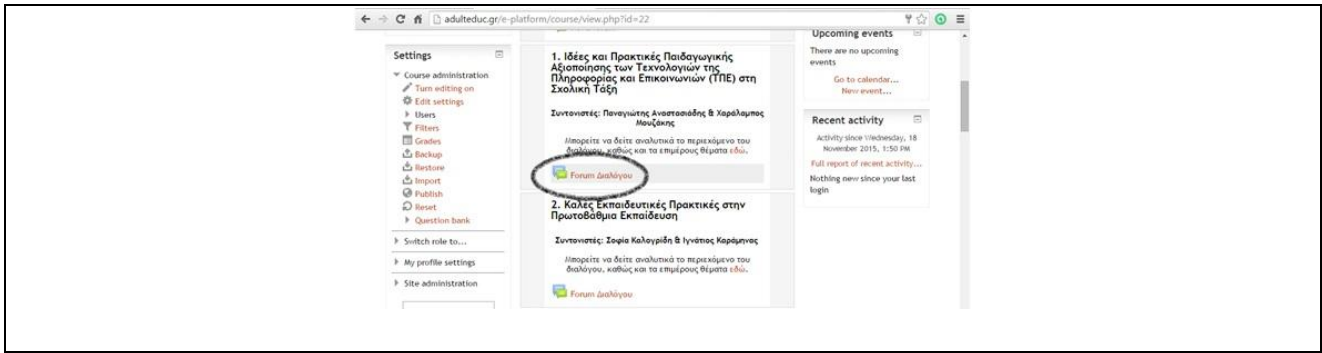 adulteduc.gr/e-platform/course/view.php?id=22
Settings
Course administration
Turn editing on
Edit settings
Users
Filters
Grades
Backup
Restore
Import
Publish
Reset
Question bank
Switch role to...
My profile settings
Site administration
1. Ιδέες και Πρακτικές Παιδαγωγικής
Αξιοποίησης των Τεχνολογιών της
Πληροφορίας και Επικοινωνιών (ΤΠΕ) στη
Σχολική Τάξη
Συντονιστές: Παναγιώτης Αναστασιάδης & Χαράλαμπος
Μουζάκης
Μπορείτε να δείτε αναλυτικά το περιεχόμενο του
διαλόγου, καθώς και τα επιμέρους θέματα εδώ.
Forum Διαλόγου
2. Καλές Εκπαιδευτικές Πρακτικές στην
Πρωτοβάθμια Εκπαίδευση
Συντονιστές: Σοφία Καλογρίδη & Ιγνάτιος Καράμηνας
Μπορείτε να δείτε αναλυτικά το περιεχόμενο του
διαλόγου, καθώς και τα επιμέρους θέματα εδώ.
Forum Διαλόγου
Upcoming events
There are no upcoming
events
Go to calendar...
New event...
Recent activity
Activity since Wednesday, 18
November 2015, 1:50 PM
Full report of recent activity...
Nothing new since your last
login